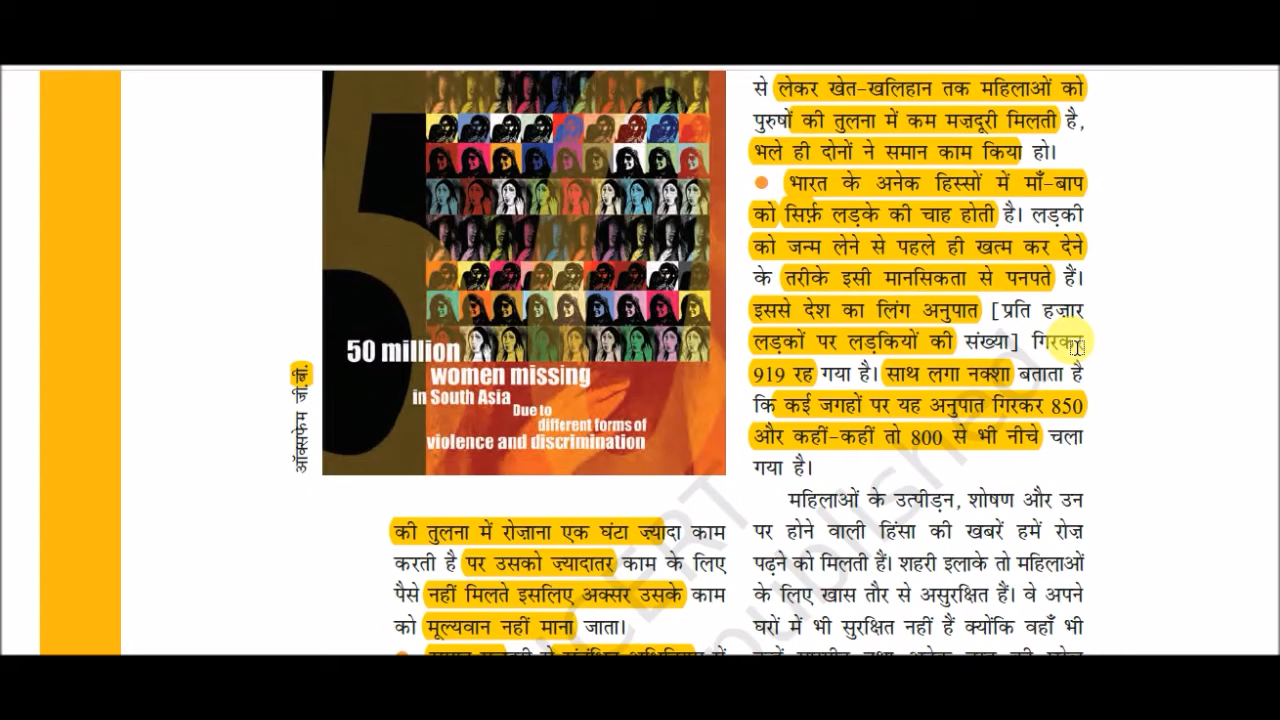 50 million
women missing
in South Asia
Due to
different forms of
violence and discrimination
ऑक्सफेम जी.बी.
की तुलना में रोज़ाना एक घंटा ज़्यादा काम
करती है पर उसको ज़्यादातर काम के लिए
पैसे नहीं मिलते इसलिए अक्सर उसके काम
को मूल्यवान नहीं माना जाता।
से लेकर खेत-खलिहान तक महिलाओं को
पुरुषों की तुलना में कम मज़दूरी मिलती है,
भले ही दोनों ने समान काम किया हो।
● भारत के अनेक हिस्सों में माँ-बाप
को सिर्फ़ लड़के की चाह होती है। लड़की
को जन्म लेने से पहले ही खत्म कर देने
के तरीके इसी मानसिकता से पनपते हैं।
इससे देश का लिंग अनुपात [प्रति हज़ार
लड़कों पर लड़कियों की संख्या] गिरकर
919 रह गया है। साथ लगा नक्शा बताता है
कि कई जगहों पर यह अनुपात गिरकर 850
और कहीं-कहीं तो 800 से भी नीचे चला
गया है।
महिलाओं के उत्पीड़न, शोषण और उन
पर होने वाली हिंसा की खबरें हमें रोज़
पढ़ने को मिलती हैं। शहरी इलाके तो महिलाओं
के लिए खास तौर से असुरक्षित हैं। वे अपने
घरों में भी सुरक्षित नहीं हैं क्योंकि वहाँ भी